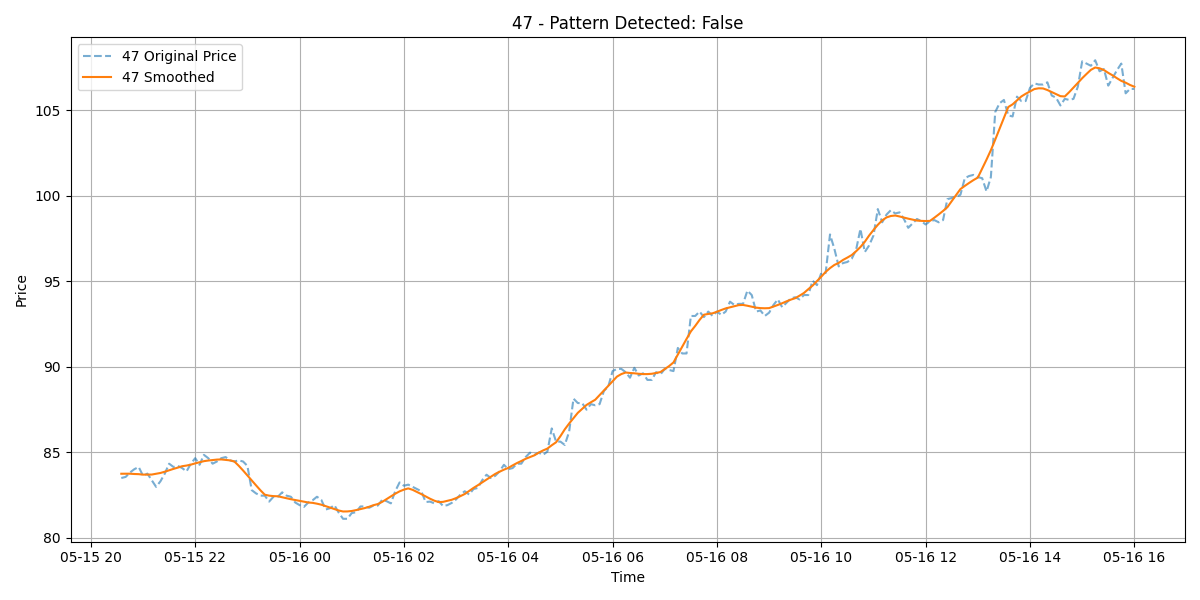 47 - Pattern Detected: False
47 Original Price
47 Smoothed
105
100
95
90
85
80
Price
05-15 20 05-15 22 05-16 00 05-16 02 05-16 04 05-16 06 05-16 08 05-16 10 05-16 12 05-16 14 05-16 16
Time